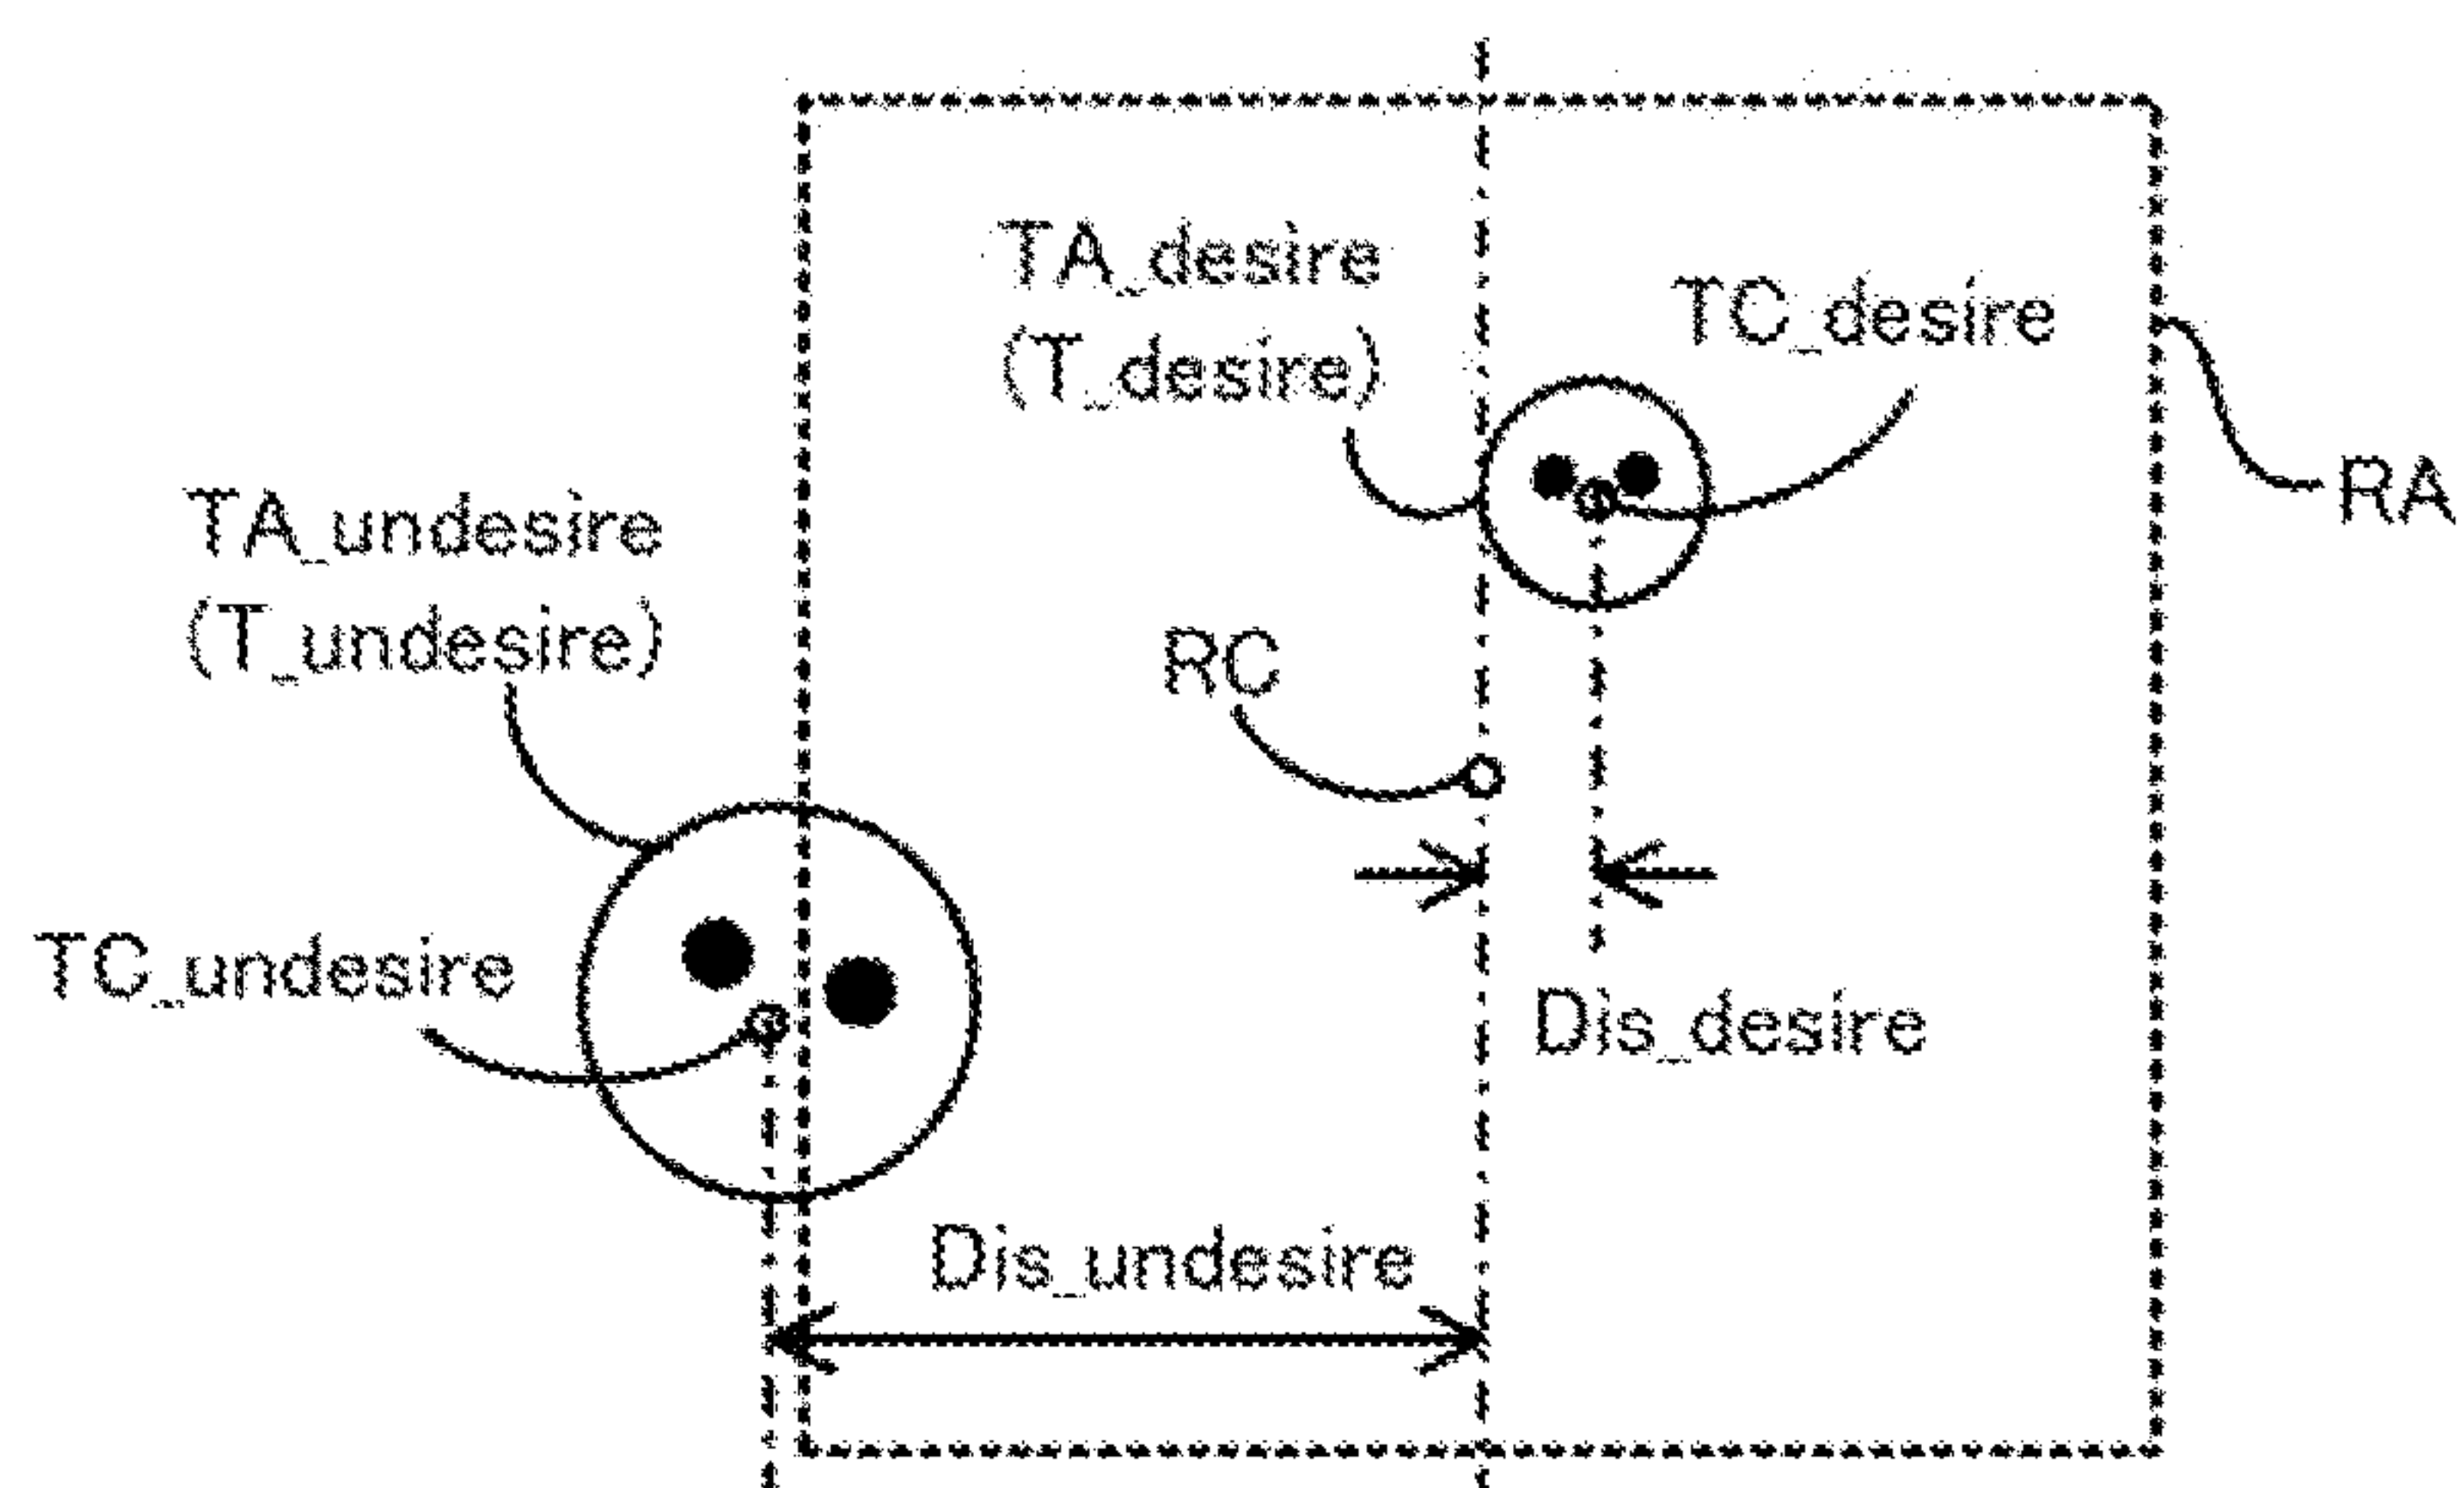 TA_desire
(T_desire)
TC_desire
RA
TA_undesire
(T_undesire)
RC
TC_undesire
Dis_desire
Dis_undesire